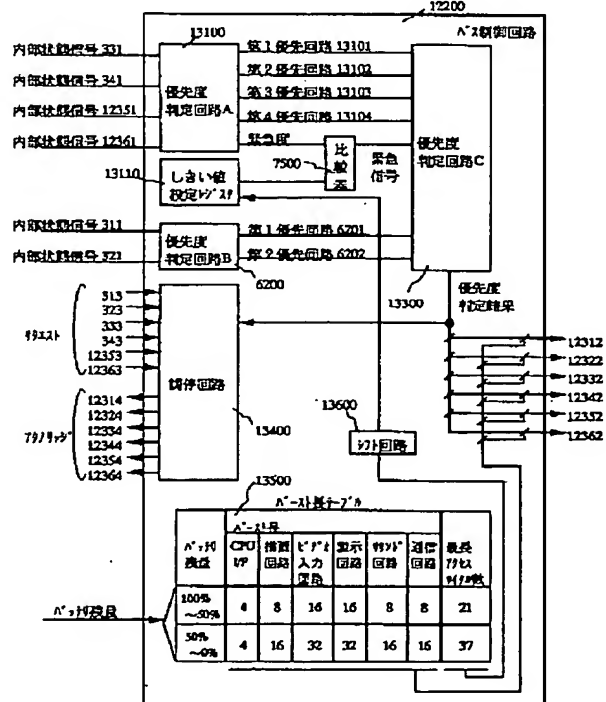 12200
バス制御回路
13100
内部状態信号 331
内部状態信号 341
内部状態信号 12351
内部状態信号 12361
優先度
判定回路A
第1優先回路 13101
第2優先回路 13102
第3優先回路 13103
第4優先回路 13104
緊急度
7500
比較器
緊急
信号
優先度
判定回路C
13110
しきい値
設定レジスタ
内部状態信号 311
内部状態信号 321
優先度
判定回路B
第1優先回路 6201
第2優先回路 6202
6200
13300
優先度
判定結果
リクエスト
313
323
333
343
12353
12363
調停回路
13400
アクノリッジ
12314
12324
12334
12344
12354
12364
12312
12322
12332
12342
12352
12362
13600
シフト回路
13500
バースト長テーブル
バースト長
バッテリ
残量
CPU
I/F
描画
回路
ビデオ
入力
回路
表示
回路
サウンド
回路
通信
回路
最長
アクセス
サイクル数
100%
~50%
4 8 16 16 8 8 21
50%
~0%
4 16 32 32 16 16 37
バッテリ残量